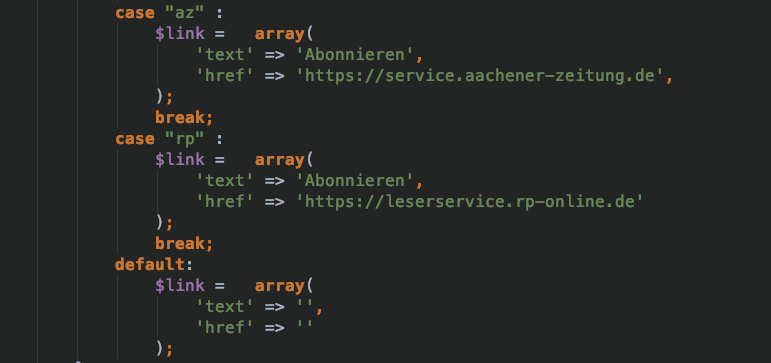 case "az" :
$link =   array(
'text' => 'Abonnieren',
'href' => 'https://service.aachener-zeitung.de',
);
break;
case "rp" :
$link =   array(
'text' => 'Abonnieren',
'href' => 'https://leserservice.rp-online.de'
);
break;
default:
$link =   array(
'text' => '',
'href' => ''
);